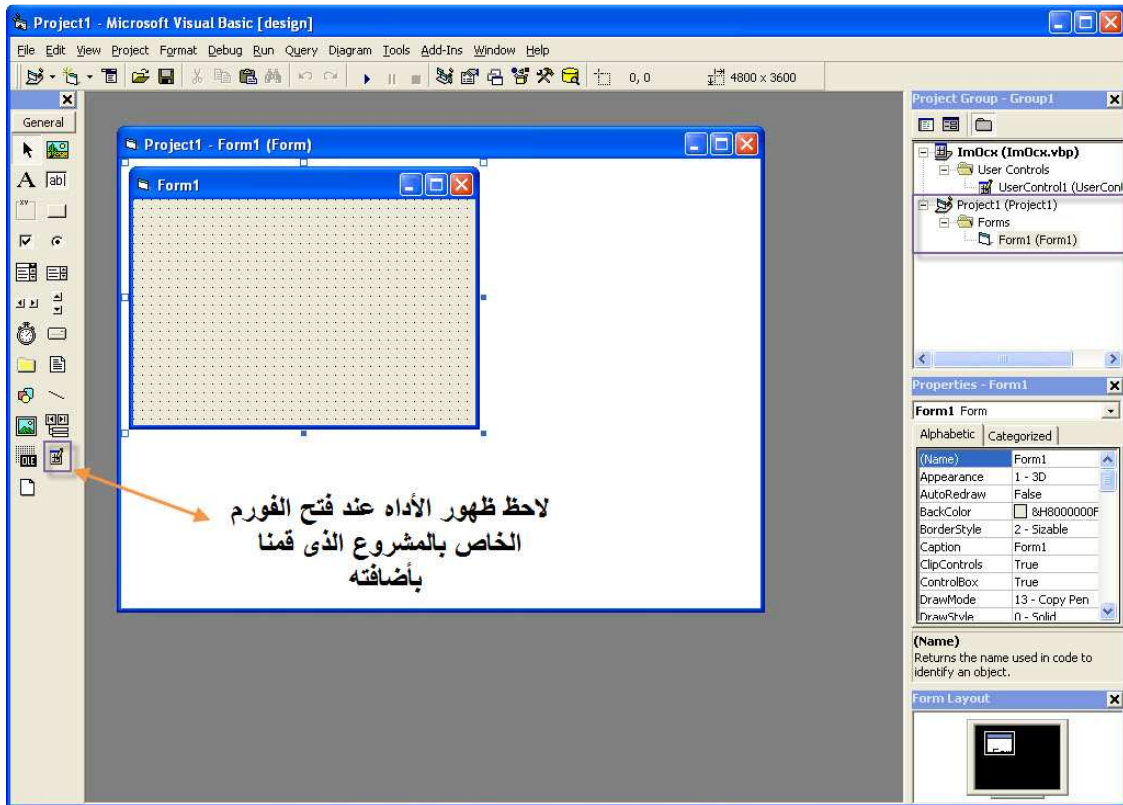 Project1 - Microsoft Visual Basic [design]
File Edit View Project Format Debug Run Query Diagram Tools Add-Ins Window Help
0, 0 4800 x 3600
General
A ab|
XY
OLE
Project1 - Form1 (Form)
Form1
لاحظ ظهور الأداه عند فتح الفورم
الخاص بالمشروع الذى قمنا
بأضافته
Project Group - Group1
ImOcx (ImOcx.vbp)
User Controls
UserControl1 (UserCont
Project1 (Project1)
Forms
Form1 (Form1)
Properties - Form1
Form1 Form
Alphabetic Categorized
(Name) Form1
Appearance 1 - 3D
AutoRedraw False
BackColor &H8000000F
BorderStyle 2 - Sizable
Caption Form1
ClipControls True
ControlBox True
DrawMode 13 - Copy Pen
DrawStyle 0 - Solid
(Name)
Returns the name used in code to
identify an object.
Form Layout